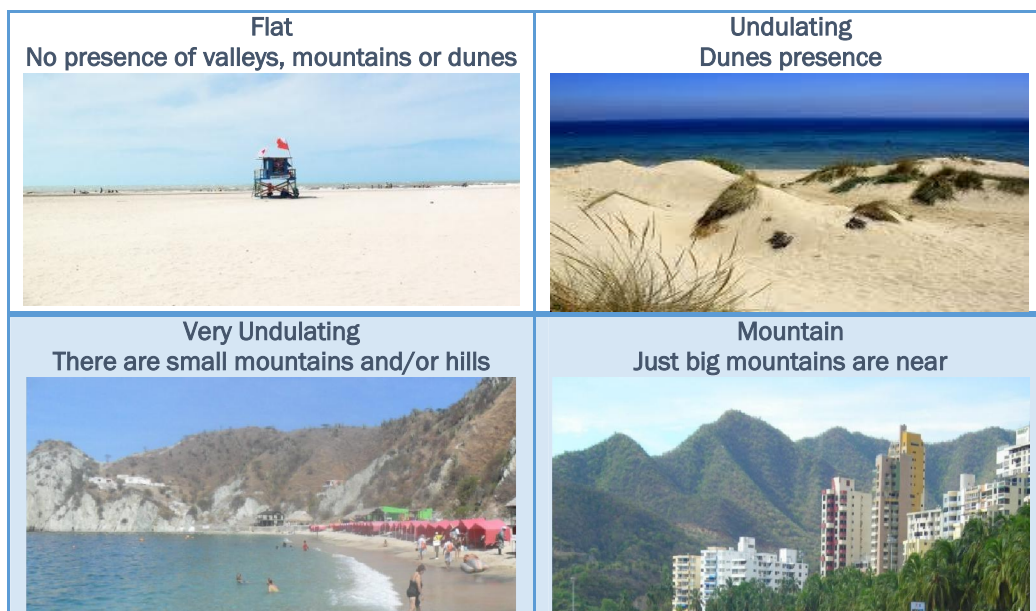 Flat
No presence of valleys, mountains or dunes
Undulating
Dunes presence
Very Undulating
There are small mountains and/or hills
Mountain
Just big mountains are near